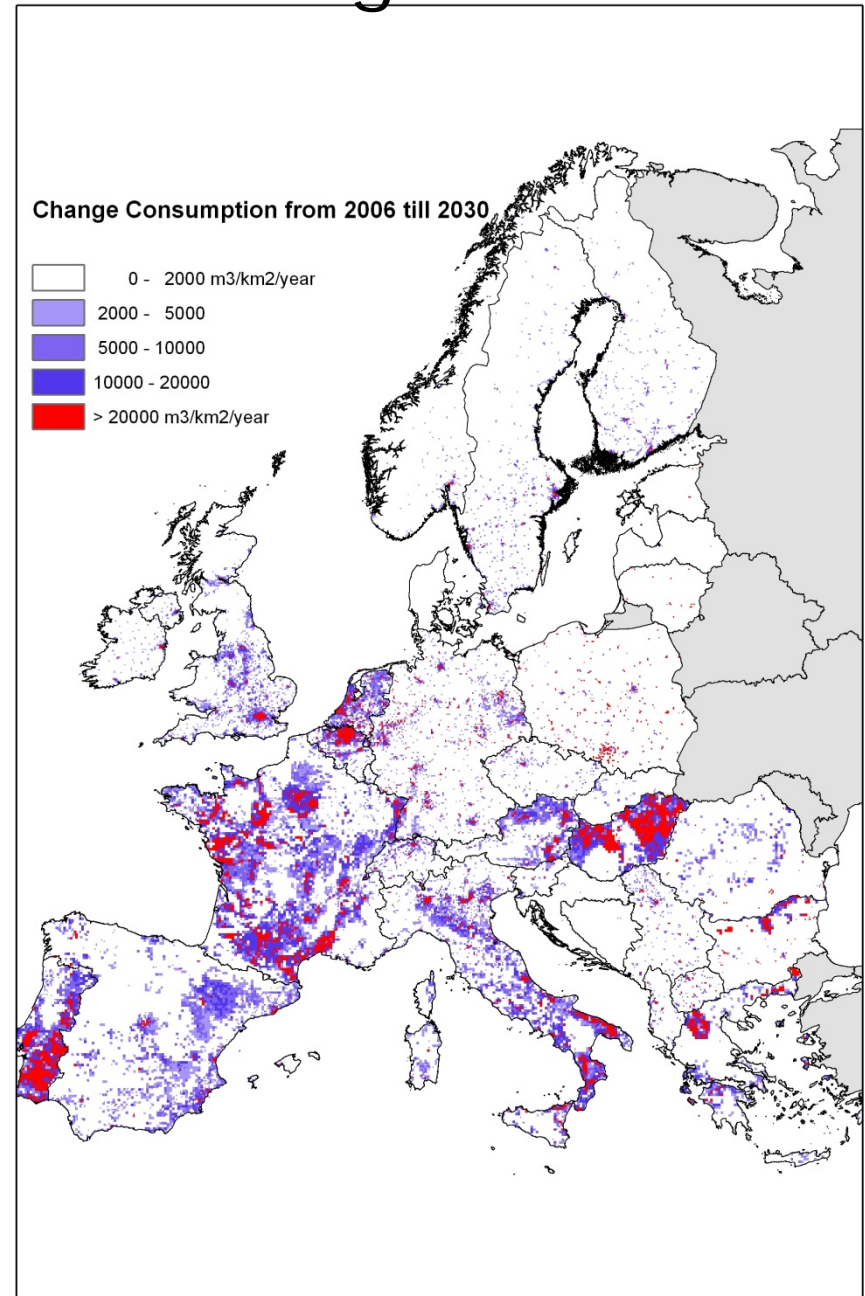 Change Consumption from 2006 till 2030
0 - 2000 m3/km2/year
2000 - 5000
5000 - 10000
10000 - 20000
> 20000 m3/km2/year